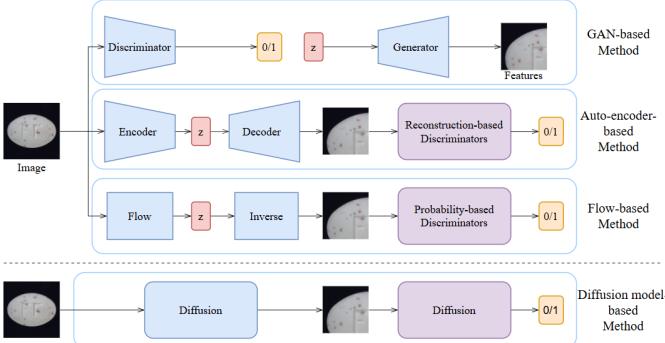 Discriminator
0/1
z
Generator
Features
GAN-based
Method
Image
Encoder
z
Decoder
Reconstruction-based
Discriminators
0/1
Auto-encoder-
based
Method
Flow
z
Inverse
Probability-based
Discriminators
0/1
Flow-based
Method
Diffusion
Diffusion
0/1
Diffusion model-
based
Method